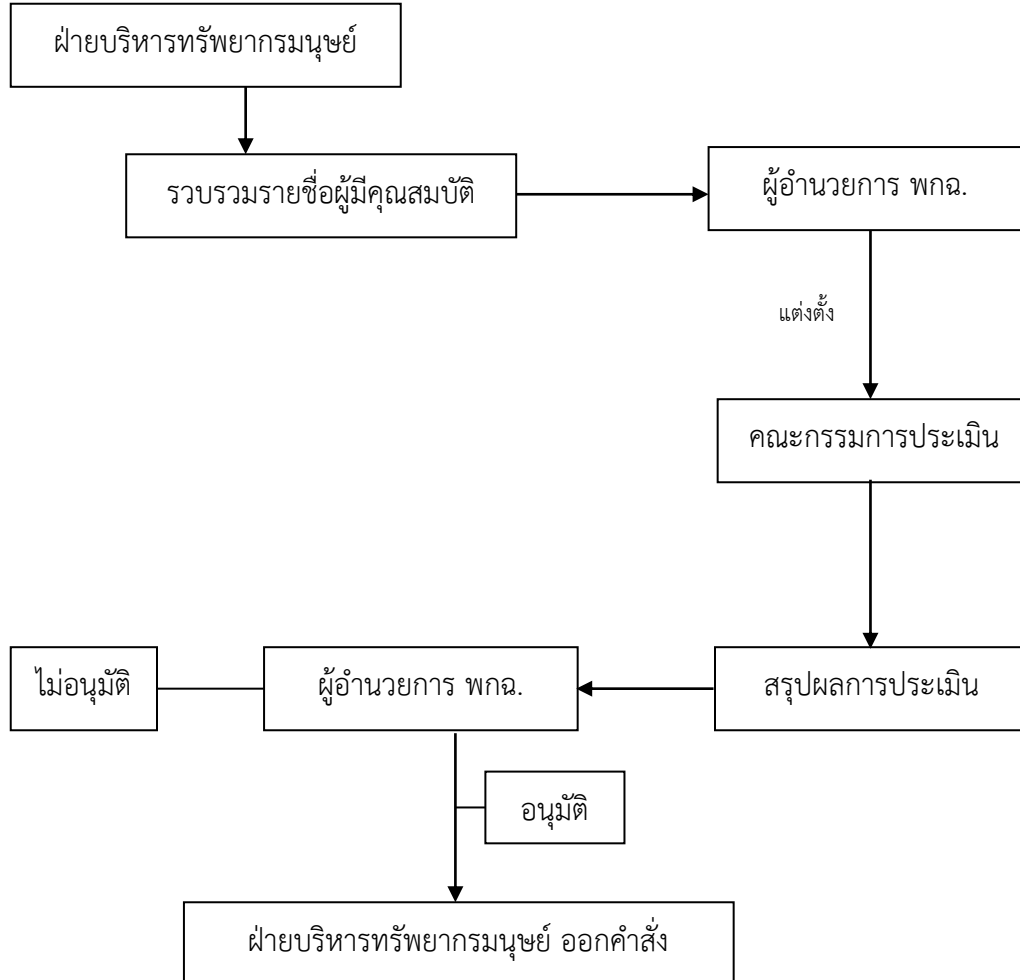 ฝ่ายบริหารทรัพยากรมนุษย์
รวบรวมรายชื่อผู้มีคุณสมบัติ
ผู้อำนวยการ พกฉ.
แต่งตั้ง
คณะกรรมการประเมิน
สรุปผลการประเมิน
ผู้อำนวยการ พกฉ.
ไม่อนุมัติ
อนุมัติ
ฝ่ายบริหารทรัพยากรมนุษย์ ออกคำสั่ง